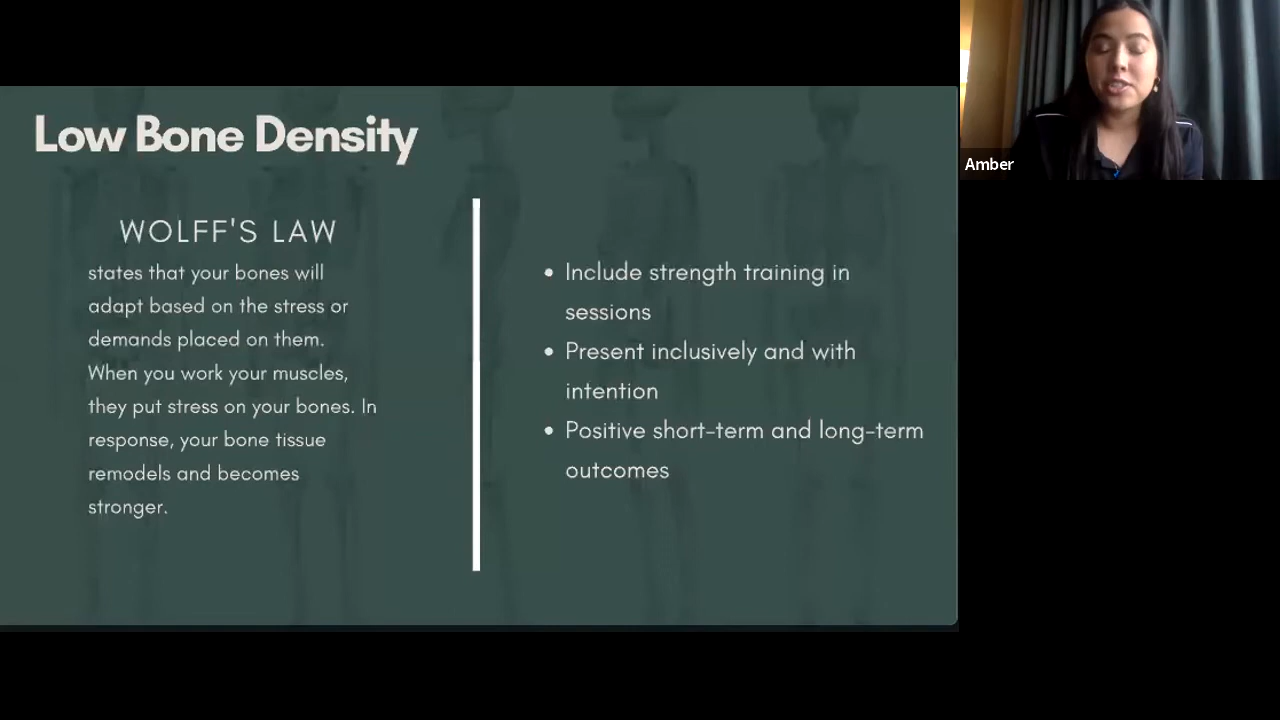 Low Bone Density
WOLFF'S LAW
states that your bones will
adapt based on the stress or
demands placed on them.
When you work your muscles,
they put stress on your bones. In
response, your bone tissue
remodels and becomes
stronger.
• Include strength training in
sessions
• Present inclusively and with
intention
• Positive short-term and long-term
outcomes
Amber